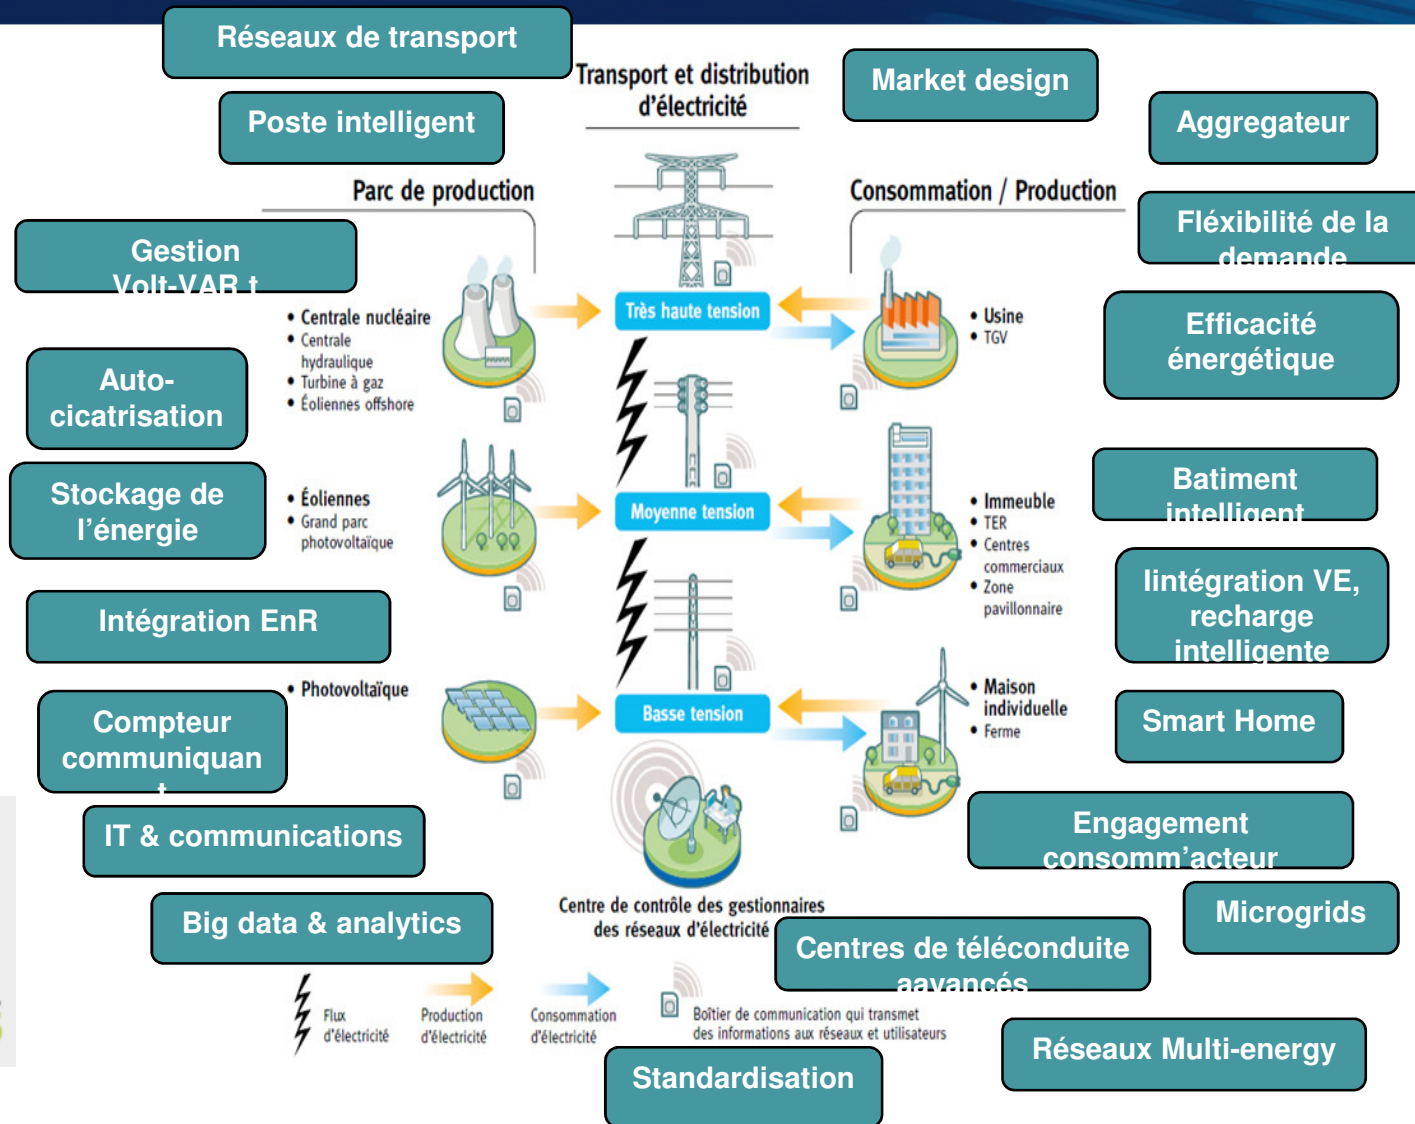 Réseaux de transport
Transport et distribution
d'électricité
Market design
Poste intelligent
Aggregateur
Parc de production
Consommation / Production
Fléxibilité de la
demande
Gestion
Volt-VAR t
Très haute tension
• Centrale nucléaire
• Centrale
hydraulique
• Turbine à gaz
• Éoliennes offshore
• Usine
• TGV
Efficacité
énergétique
Auto-
cicatrisation
Stockage de
l'énergie
• Éoliennes
• Grand parc
photovoltaïque
Moyenne tension
• Immeuble
• TER
• Centres
commerciaux
• Zone
pavillonnaire
Batiment
intelligent
Iintégration VE,
recharge
intelligente
Intégration EnR
• Photovoltaïque
Basse tension
• Maison
individuelle
• Ferme
Smart Home
Compteur
communiquan
t
IT & communications
Engagement
consomm'acteur
Big data & analytics
Centre de contrôle des gestionnaires
des réseaux d'électricité
Microgrids
Centres de téléconduite
aavancés
Flux
d'électricité
Production
d'électricité
Consommation
d'électricité
Boîtier de communication qui transmet
des informations aux réseaux et utilisateurs
Réseaux Multi-energy
Standardisation